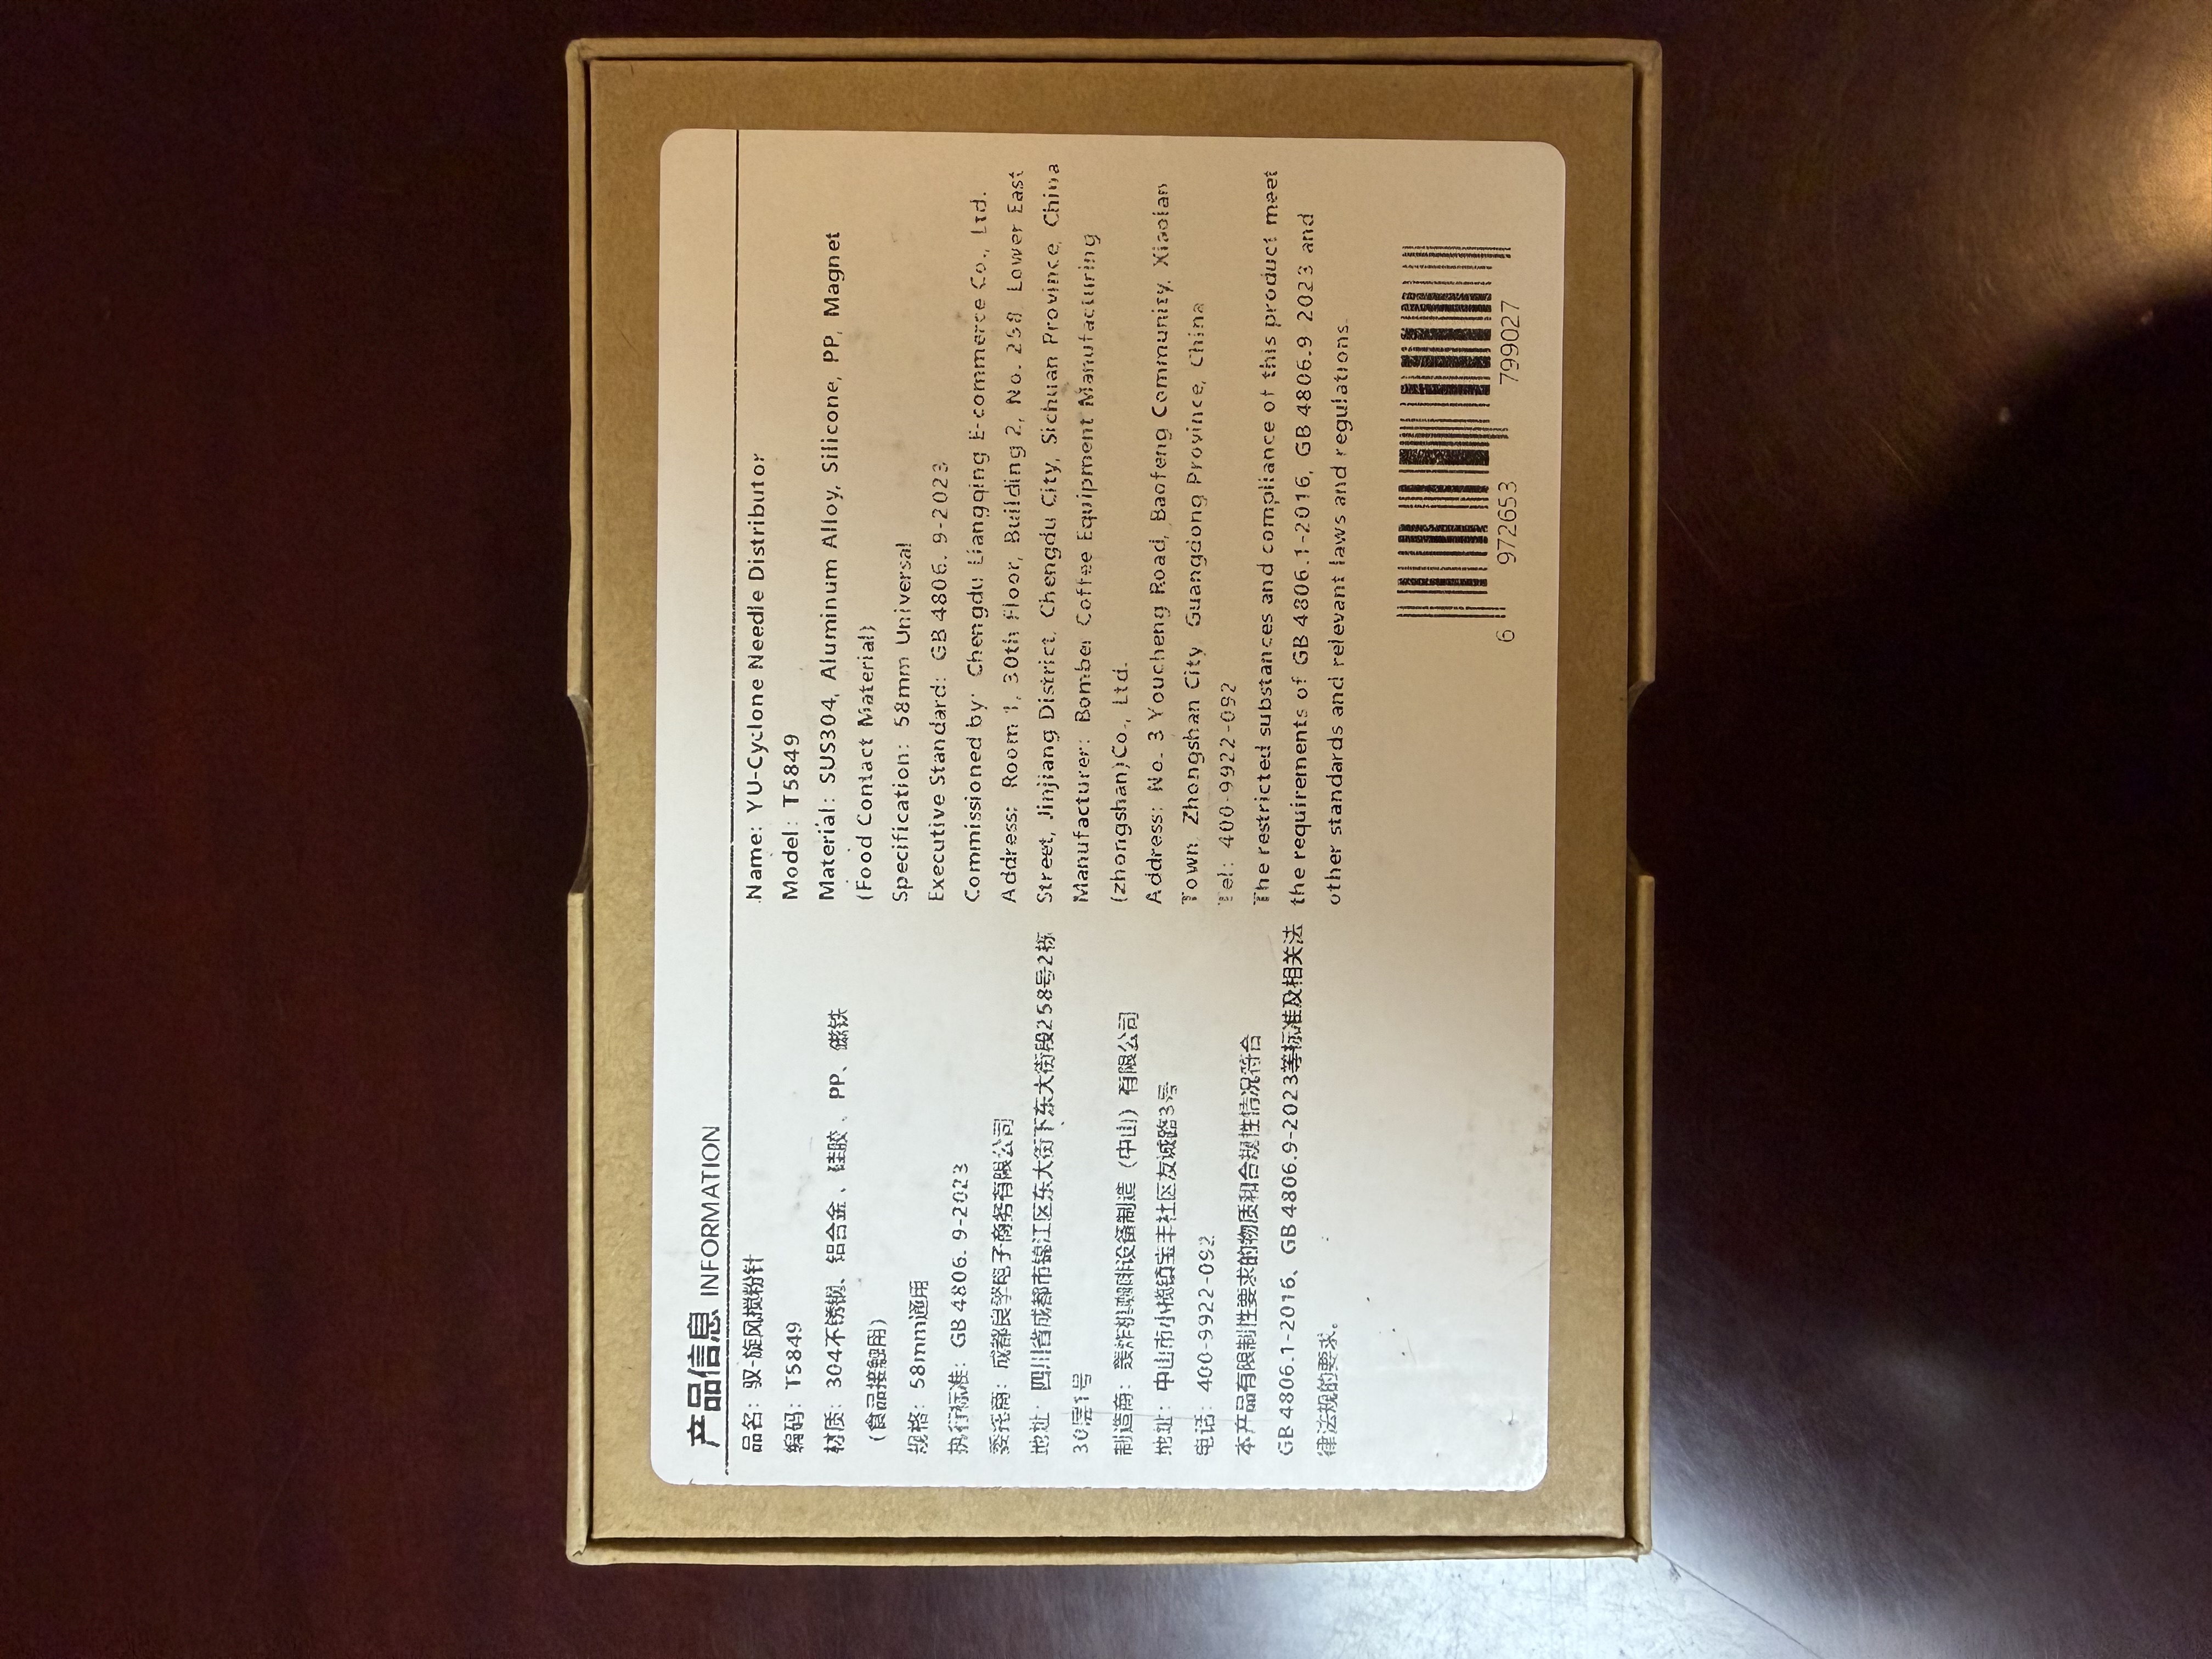 产品信息 INFORMATION
品名：驭-旋风搅粉针
编码：T5849
材质：304不锈钢、铝合金、硅胶、PP、磁铁
（食品接触用）
规格：58mm通用
执行标准：GB 4806. 9-2023
委托商：成都良擎电子商务有限公司
地址：四川省成都市锦江区东大街下东大街段258号2栋
30层1号
制造商：轰炸机咖啡设备制造（中山）有限公司
地址：中山市小榄镇宝丰社区友诚路3号
电话：400-9922-092
本产品有限制性要求的物质和合规性情况符合
GB 4806.1-2016、GB 4806.9-2023等标准及相关法
律法规的要求。
Name: YU-Cyclone Needle Distributor
Model: T5849
Material: SUS304, Aluminum Alloy, Silicone, PP, Magnet
(Food Contact Material)
Specification: 58mm Universal
Executive Standard: GB 4806. 9-2023
Commissioned by: Chengdu Liangqing E-commerce Co., Ltd.
Address: Room 1, 30th Floor, Building 2, No. 258 Lower East
Street, Jinjiang District, Chengdu City, Sichuan Province, China
Manufacturer: Bomber Coffee Equipment Manufacturing
(zhongshan)Co., Ltd.
Address: No. 3 Youcheng Road, Baofeng Community, Xiaolan
Town, Zhongshan City, Guangdong Province, China
Tel: 400-9922-092
The restricted substances and compliance of this product meet
the requirements of GB 4806.1-2016, GB 4806.9 2023 and
other standards and relevant laws and regulations.
6 972653 799027